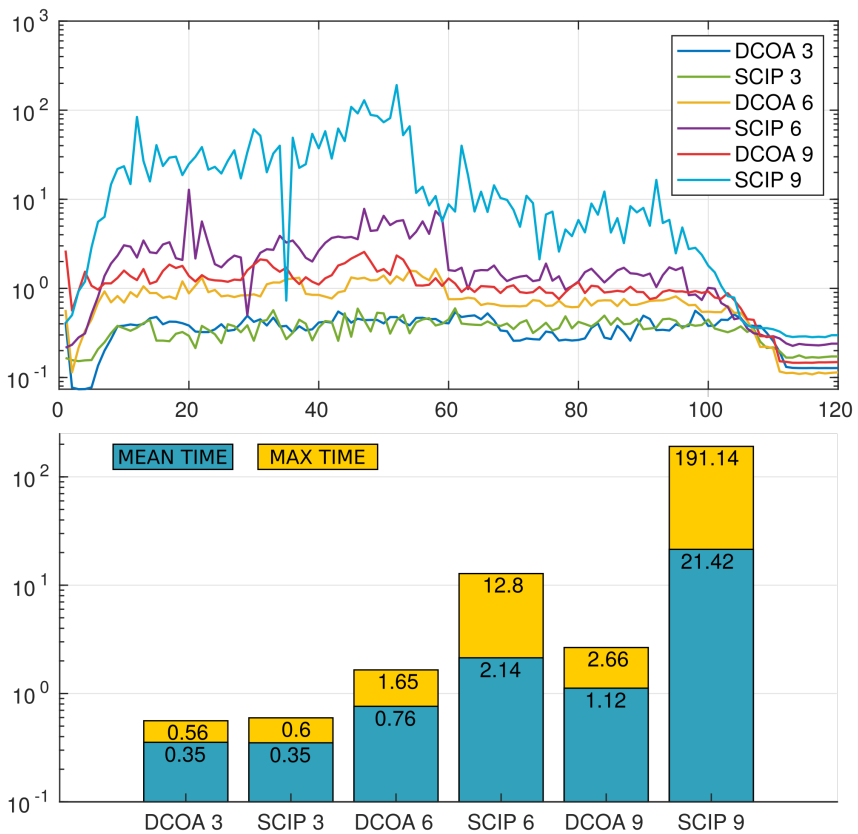 10^3
10^2
10^1
10^0
10^-1
0 20 40 60 80 100 120
DCOA 3
SCIP 3
DCOA 6
SCIP 6
DCOA 9
SCIP 9
MEAN TIME MAX TIME
10^2
10^1
10^0
10^-1
0.56 0.6 1.65 12.8 2.66 191.14
0.35 0.35 0.76 2.14 1.12 21.42
DCOA 3 SCIP 3 DCOA 6 SCIP 6 DCOA 9 SCIP 9